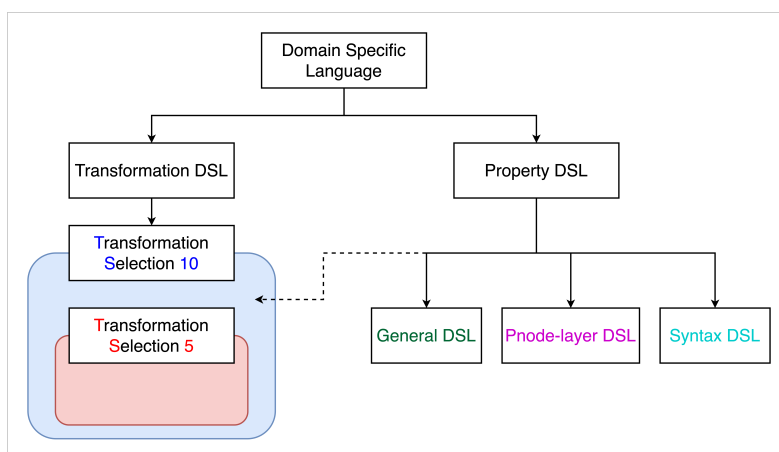 Domain Specific
Language
Transformation DSL
Property DSL
Transformation
Selection 10
Transformation
Selection 5
General DSL
Pnode-layer DSL
Syntax DSL